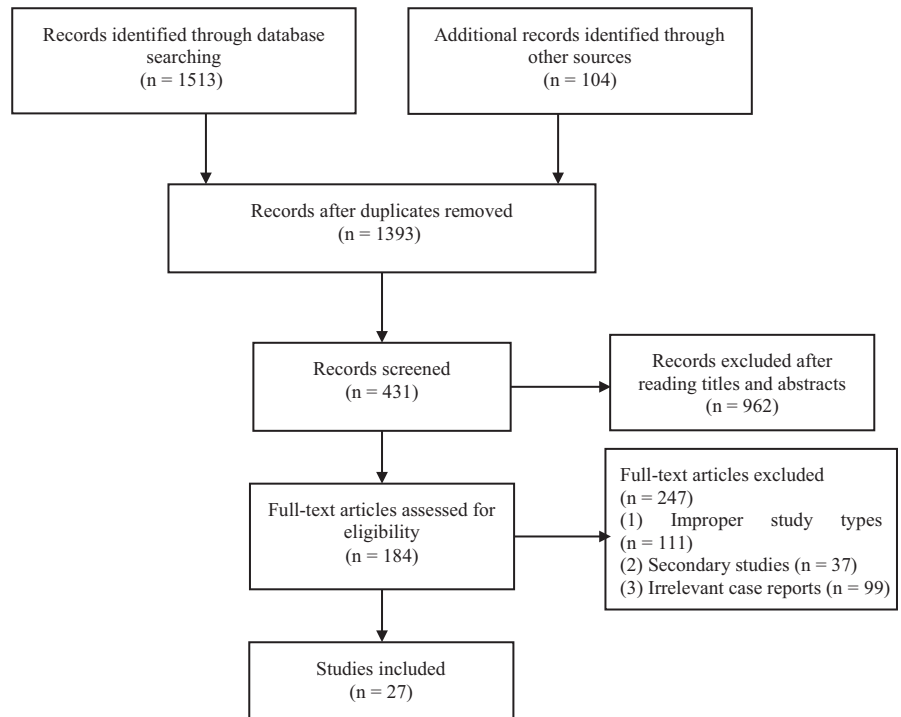 Records identified through database
searching
(n = 1513)
Additional records identified through
other sources
(n = 104)
Records after duplicates removed
(n = 1393)
Records screened
(n = 431)
Records excluded after
reading titles and abstracts
(n = 962)
Full-text articles assessed for
eligibility
(n = 184)
Full-text articles excluded
(n = 247)
(1) Improper study types
(n = 111)
(2) Secondary studies (n = 37)
(3) Irrelevant case reports (n = 99)
Studies included
(n = 27)